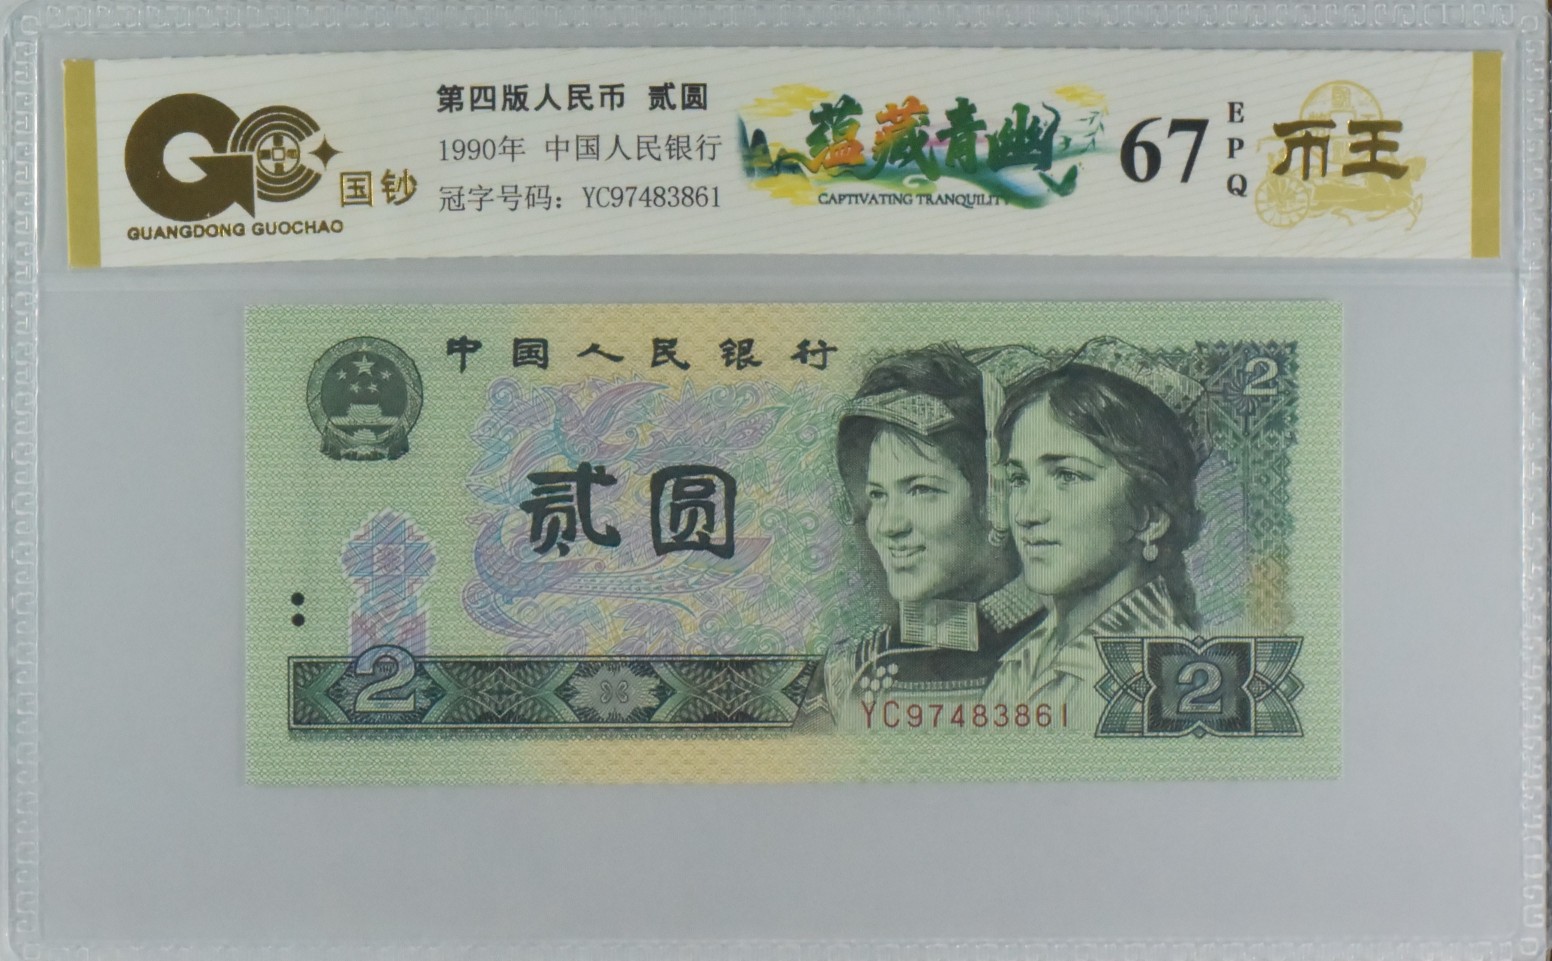 GC
国钞
GUANGDONG GUOCHAO
第四版人民币 贰圆
1990年 中国人民银行
冠字号码：YC97483861
蕴藏青幽
CAPTIVATING TRANQUILITY
67
EPQ
币王
中国人民银行
2
贰圆
2
YC97483861
2